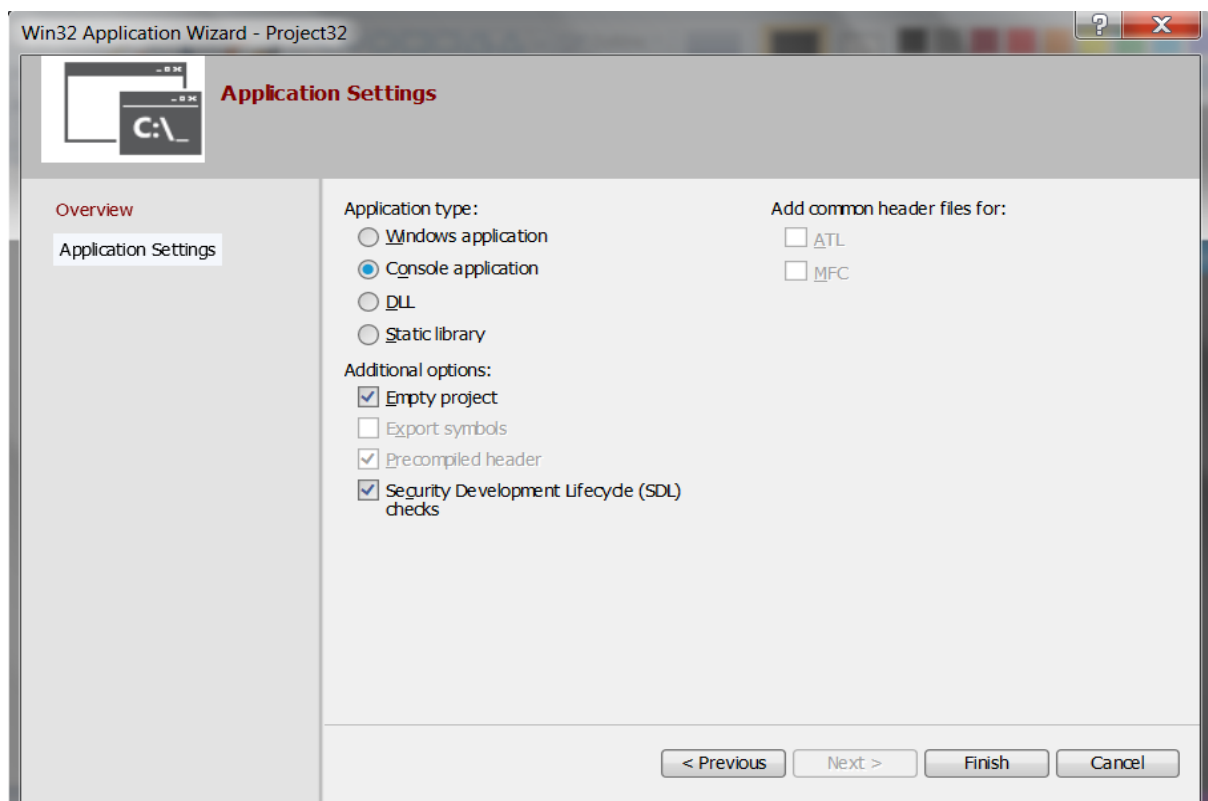 Win32 Application Wizard - Project32
C:\_
Application Settings
Overview
Application Settings
Application type:
Windows application
Console application
DLL
Static library
Additional options:
Empty project
Export symbols
Precompiled header
Security Development Lifecycle (SDL)
checks
Add common header files for:
ATL
MFC
< Previous
Next >
Finish
Cancel